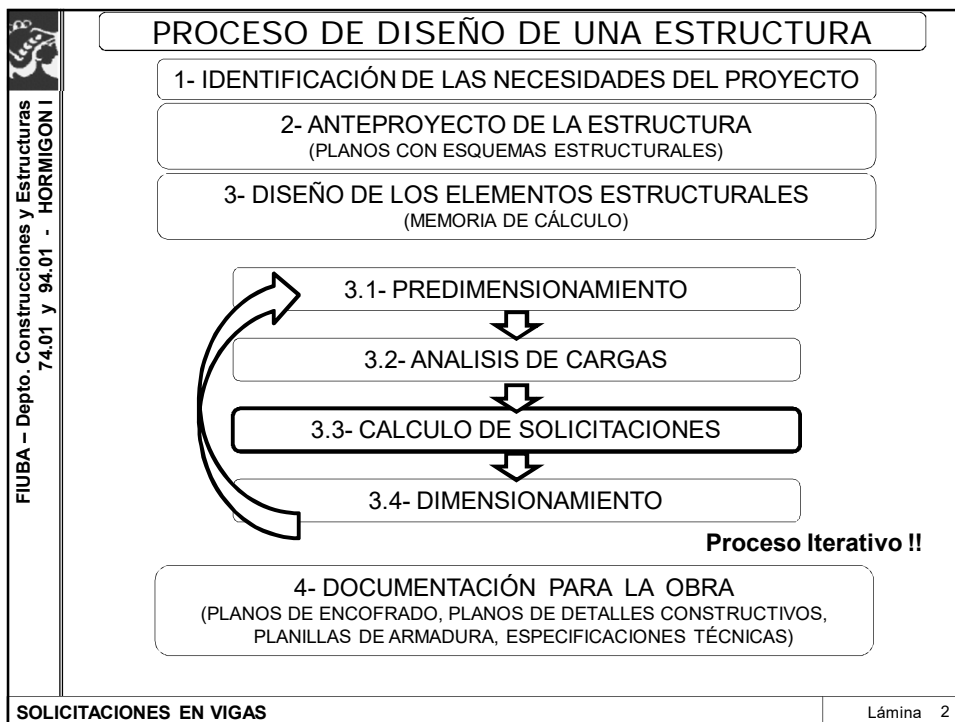 PROCESO DE DISEÑO DE UNA ESTRUCTURA
1- IDENTIFICACIÓN DE LAS NECESIDADES DEL PROYECTO
2- ANTEPROYECTO DE LA ESTRUCTURA
(PLANOS CON ESQUEMAS ESTRUCTURALES)
3- DISEÑO DE LOS ELEMENTOS ESTRUCTURALES
(MEMORIA DE CÁLCULO)
3.1- PREDIMENSIONAMIENTO
3.2- ANALISIS DE CARGAS
3.3- CALCULO DE SOLICITACIONES
3.4- DIMENSIONAMIENTO
Proceso Iterativo !!
4- DOCUMENTACIÓN PARA LA OBRA
(PLANOS DE ENCOFRADO, PLANOS DE DETALLES CONSTRUCTIVOS,
PLANILLAS DE ARMADURA, ESPECIFICACIONES TÉCNICAS)
FIUBA – Depto. Construcciones y Estructuras
74.01 y 94.01 - HORMIGON I
SOLICITACIONES EN VIGAS
Lámina 2